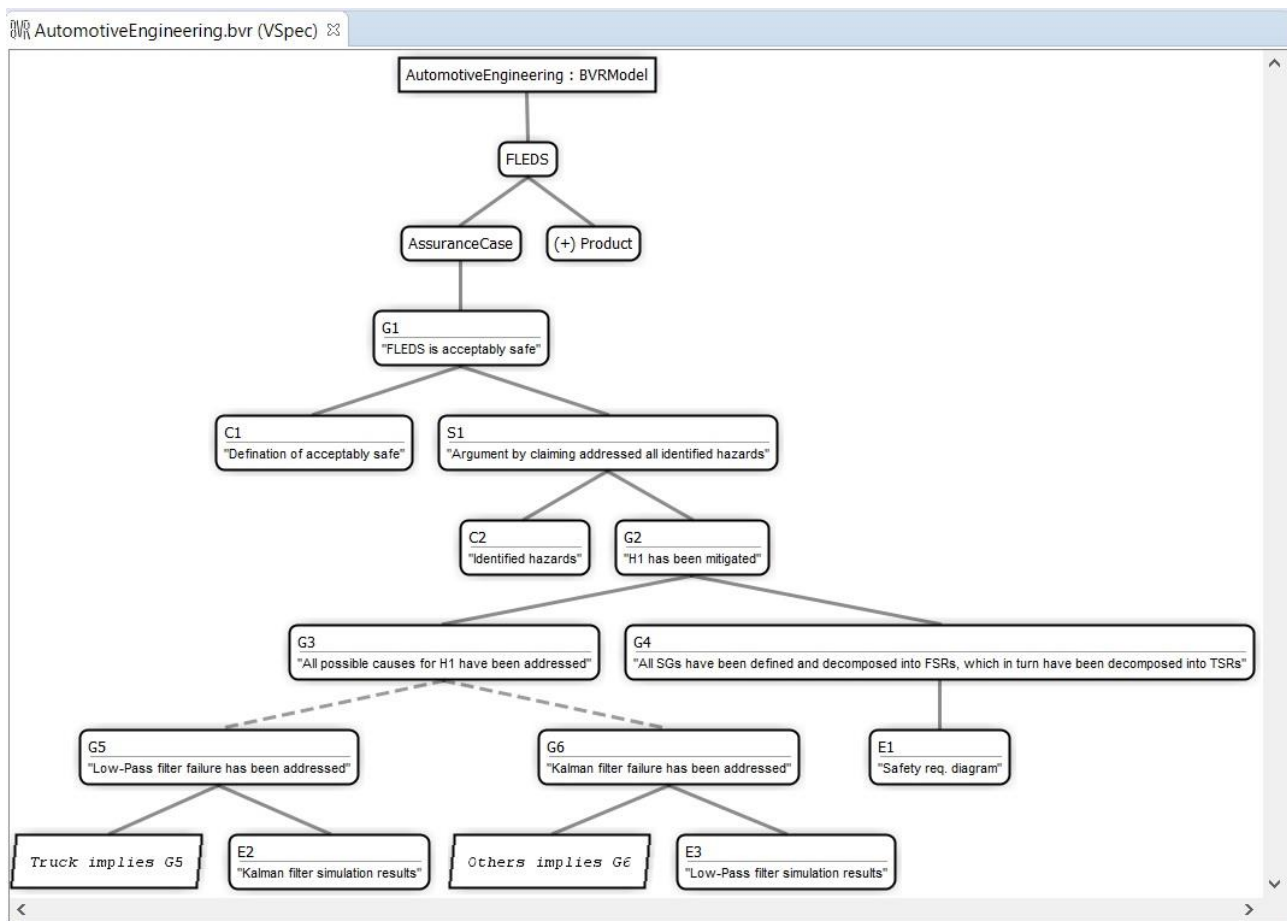 BVR AutomotiveEngineering.bvr (VSpec)
AutomotiveEngineering : BVRModel
FLEDS
AssuranceCase
(+) Product
G1
"FLEDS is acceptably safe"
C1
"Defination of acceptably safe"
S1
"Argument by claiming addressed all identified hazards"
C2
"Identified hazards"
G2
"H1 has been mitigated"
G3
"All possible causes for H1 have been addressed"
G4
"All SGs have been defined and decomposed into FSRs, which in turn have been decomposed into TSRs"
G5
"Low-Pass filter failure has been addressed"
G6
"Kalman filter failure has been addressed"
E1
"Safety req. diagram"
Truck implies G5
E2
"Kalman filter simulation results"
Others implies G6
E3
"Low-Pass filter simulation results"